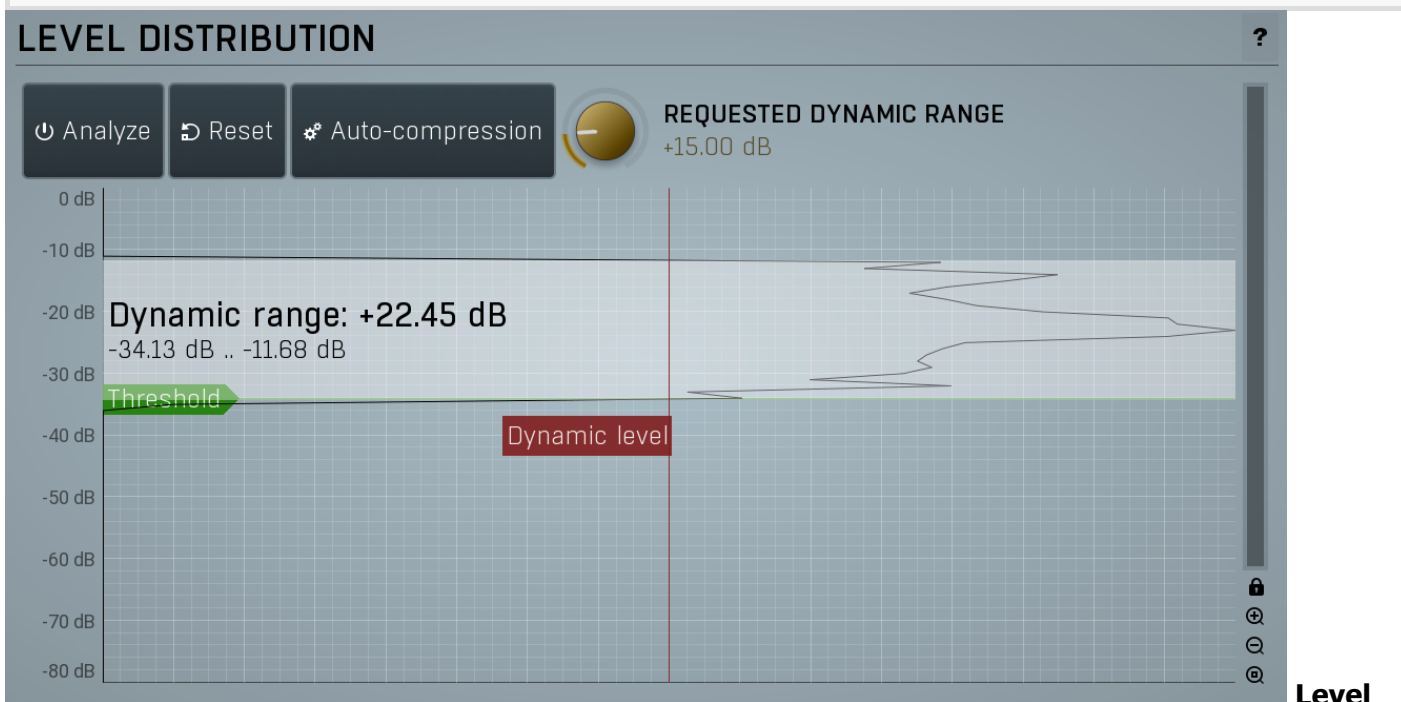 LEVEL DISTRIBUTION
?
Analyze
Reset
Auto-compression
REQUESTED DYNAMIC RANGE
+15.00 dB
0 dB
-10 dB
-20 dB
Dynamic range: +22.45 dB
-34.13 dB .. -11.68 dB
-30 dB
Threshold
-40 dB
Dynamic level
-50 dB
-60 dB
-70 dB
-80 dB
Level